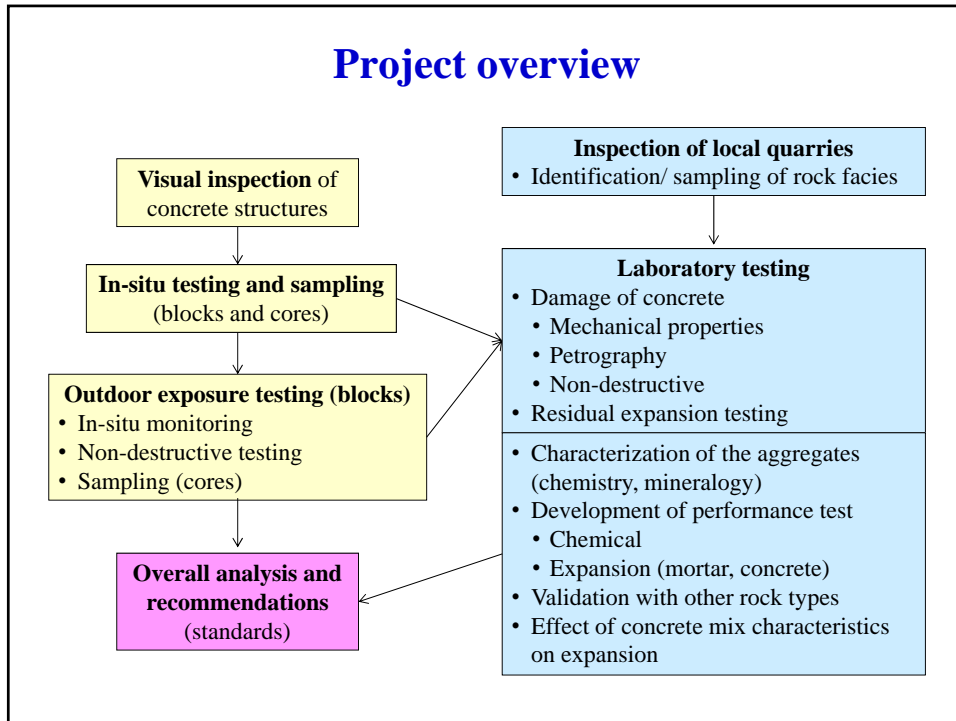 Project overview
Visual inspection of
concrete structures
In-situ testing and sampling
(blocks and cores)
Outdoor exposure testing (blocks)
• In-situ monitoring
• Non-destructive testing
• Sampling (cores)
Overall analysis and
recommendations
(standards)
Inspection of local quarries
• Identification/ sampling of rock facies
Laboratory testing
• Damage of concrete
• Mechanical properties
• Petrography
• Non-destructive
• Residual expansion testing
• Characterization of the aggregates
(chemistry, mineralogy)
• Development of performance test
• Chemical
• Expansion (mortar, concrete)
• Validation with other rock types
• Effect of concrete mix characteristics
on expansion